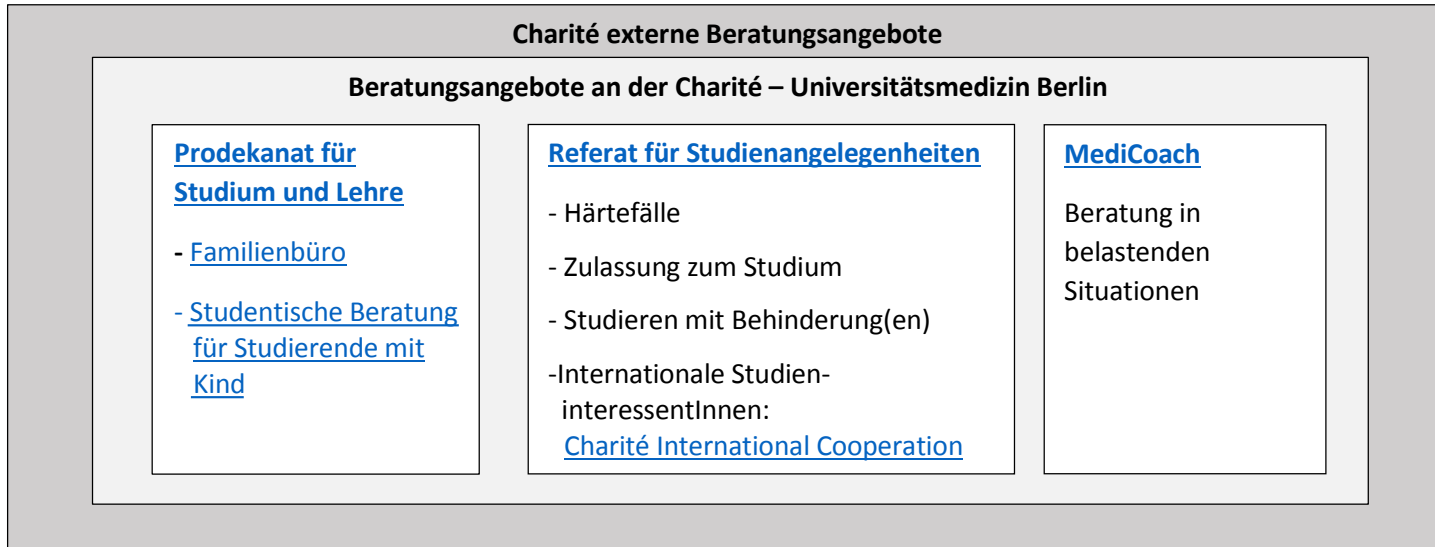 Charité externe Beratungsangebote
Beratungsangebote an der Charité – Universitätsmedizin Berlin
Prodekanat für
Studium und Lehre
- Familienbüro
- Studentische Beratung
für Studierende mit
Kind
Referat für Studienangelegenheiten
- Härtefälle
- Zulassung zum Studium
- Studieren mit Behinderung(en)
-Internationale Studien-
interessentInnen:
Charité International Cooperation
MediCoach
Beratung in
belastenden
Situationen